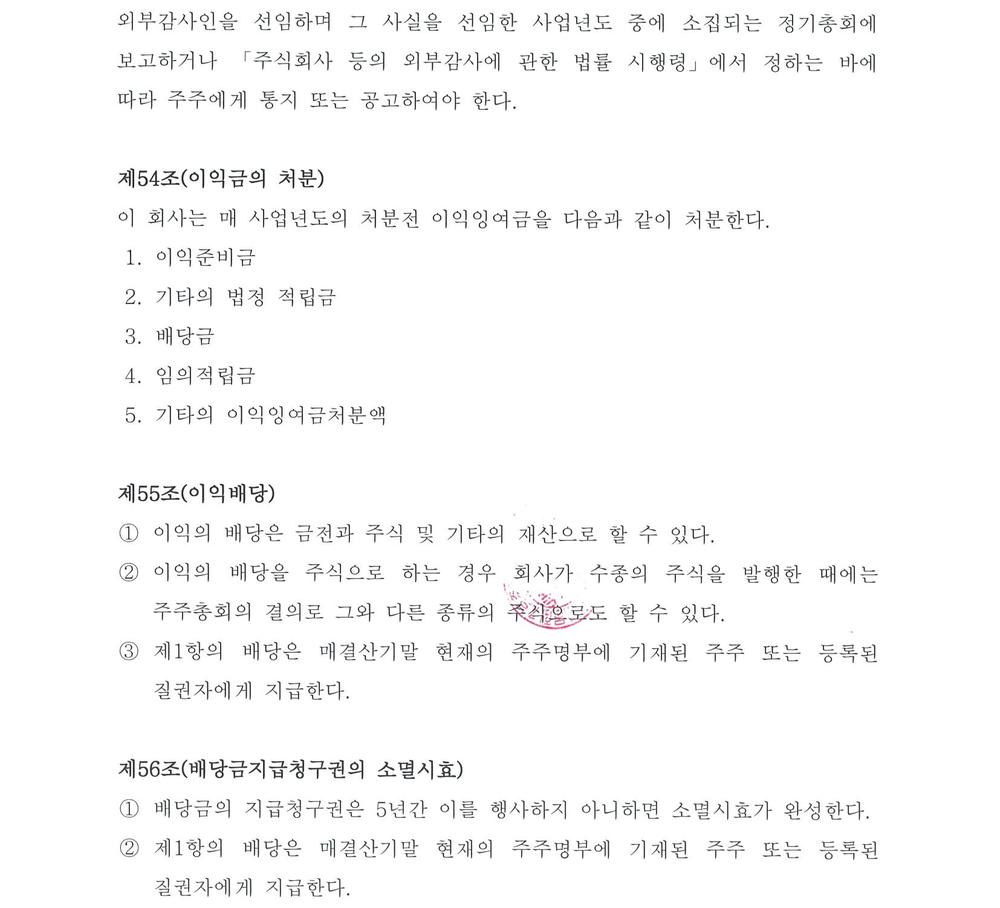 외부감사인을 선임하며 그 사실을 선임한 사업년도 중에 소집되는 정기총회에
보고하거나 「주식회사 등의 외부감사에 관한 법률 시행령」에서 정하는 바에
따라 주주에게 통지 또는 공고하여야 한다.
제54조(이익금의 처분)
이 회사는 매 사업년도의 처분전 이익잉여금을 다음과 같이 처분한다.
1. 이익준비금
2. 기타의 법정 적립금
3. 배당금
4. 임의적립금
5. 기타의 이익잉여금처분액
제55조(이익배당)
① 이익의 배당은 금전과 주식 및 기타의 재산으로 할 수 있다.
② 이익의 배당을 주식으로 하는 경우 회사가 수종의 주식을 발행한 때에는
주주총회의 결의로 그와 다른 종류의 주식으로도 할 수 있다.
③ 제1항의 배당은 매결산기말 현재의 주주명부에 기재된 주주 또는 등록된
질권자에게 지급한다.
제56조(배당금지급청구권의 소멸시효)
① 배당금의 지급청구권은 5년간 이를 행사하지 아니하면 소멸시효가 완성한다.
② 제1항의 배당은 매결산기말 현재의 주주명부에 기재된 주주 또는 등록된
질권자에게 지급한다.